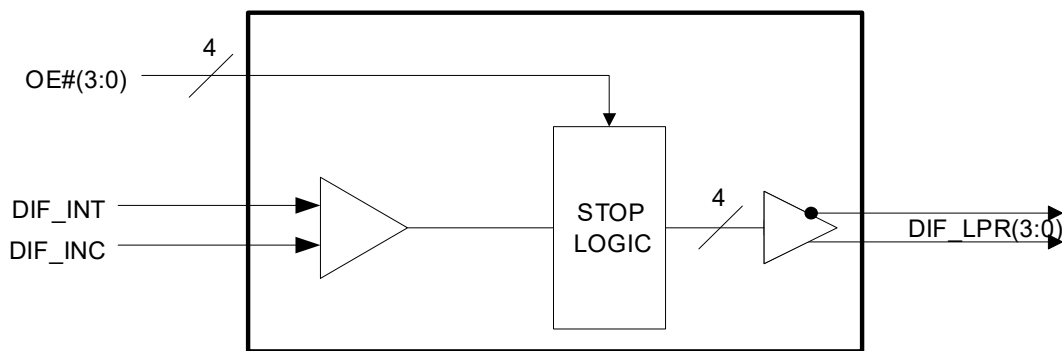 4
OE#(3:0)
DIF_INT
DIF_INC
STOP
LOGIC
4
DIF_LPR(3:0)